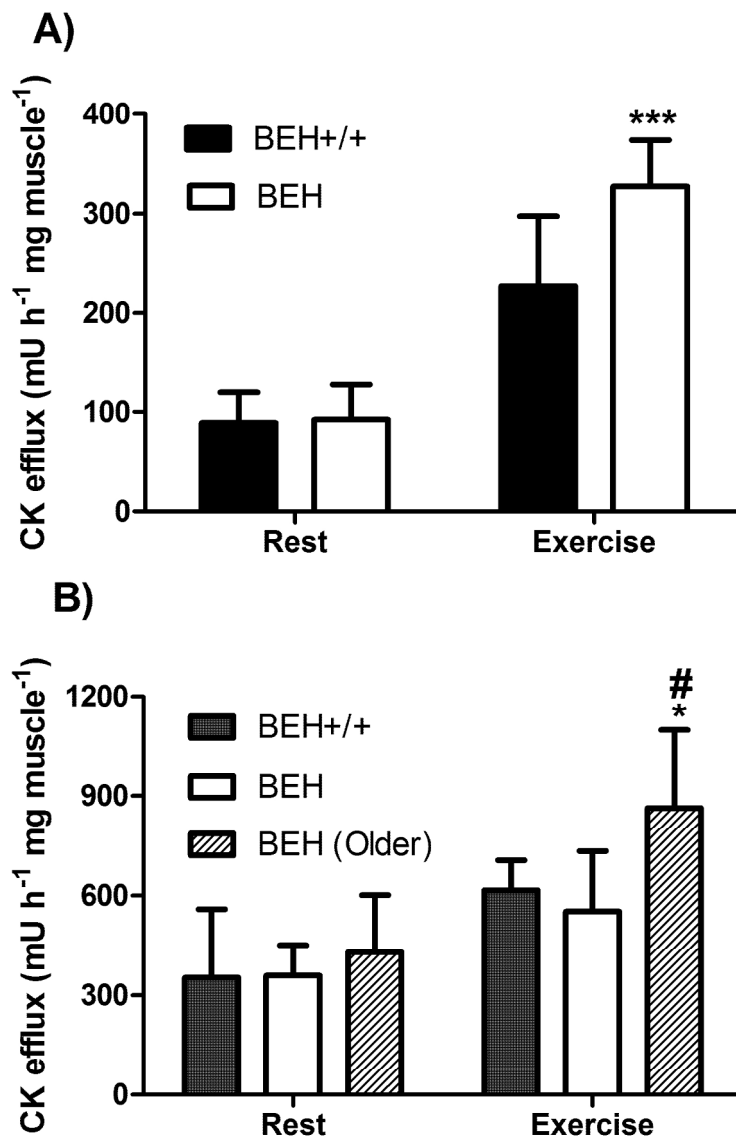 A)
CK efflux (mU h⁻¹ mg muscle⁻¹)
400
300
200
100
0
BEH+/+
BEH
***
Rest Exercise
B)
CK efflux (mU h⁻¹ mg muscle⁻¹)
1200
900
600
300
0
BEH+/+
BEH
BEH (Older)
#
*
Rest Exercise